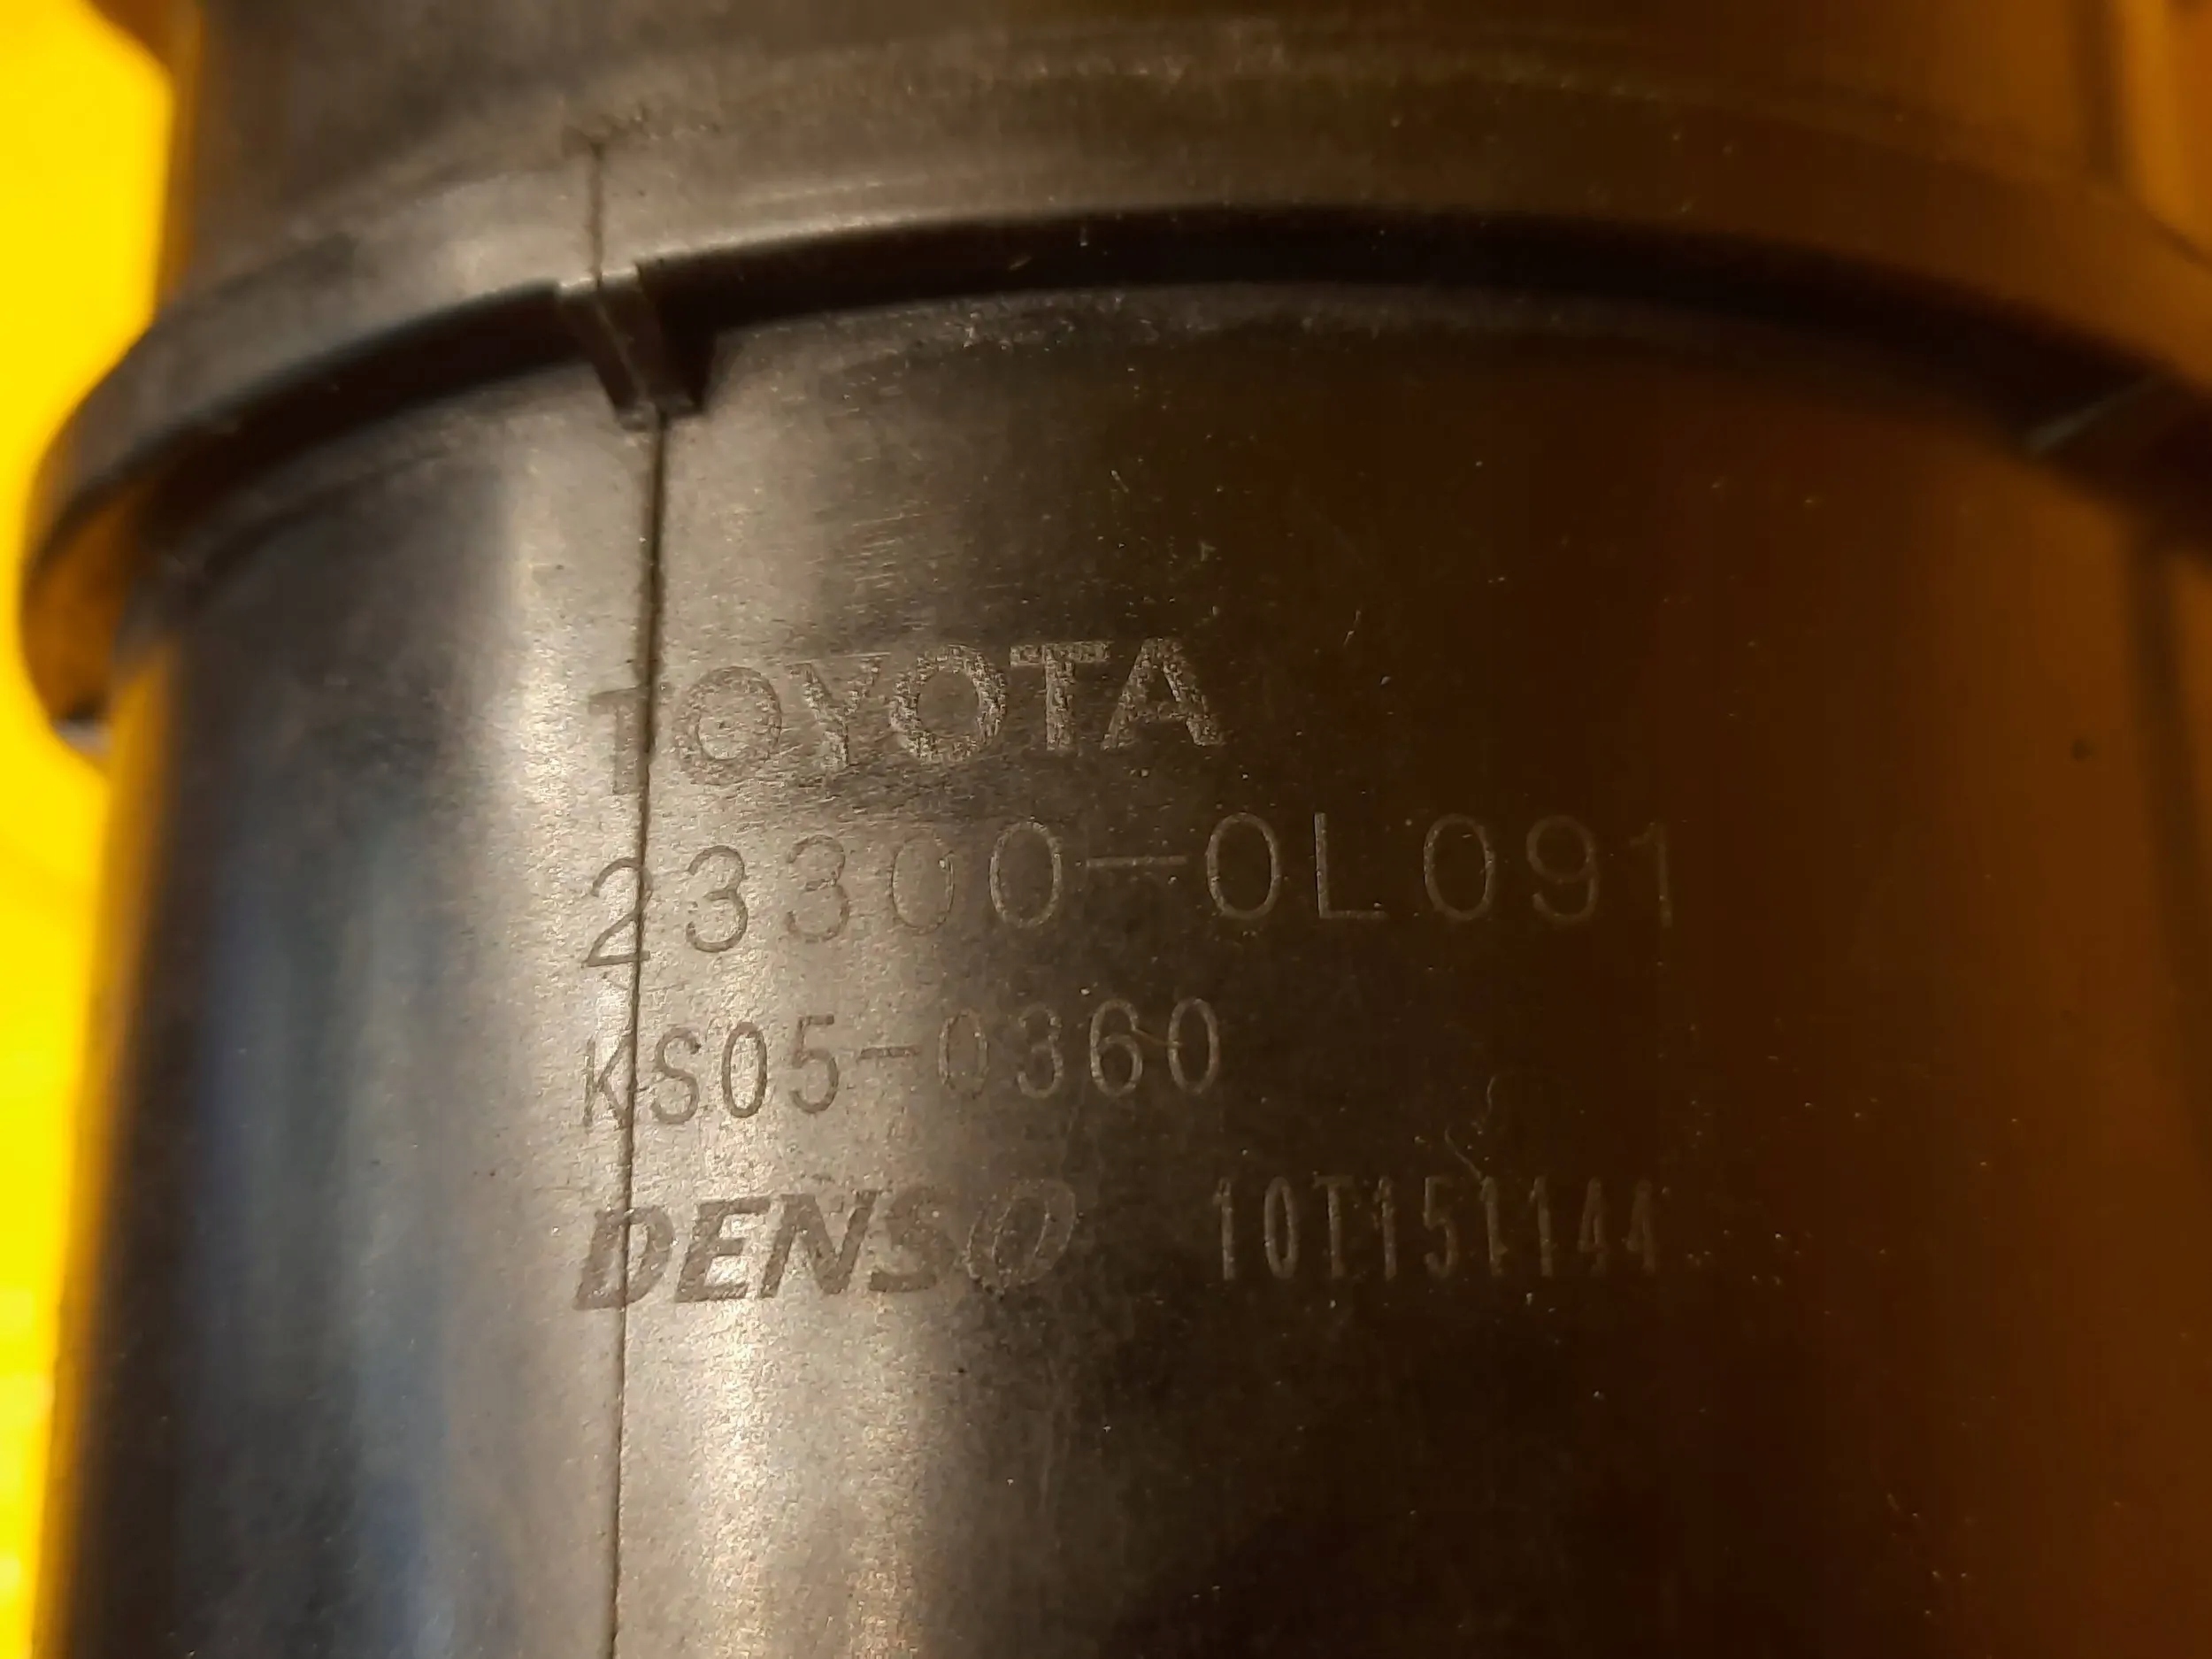 TOYOTA
23300-0L091
KS05-0360
DENSO 10T151144